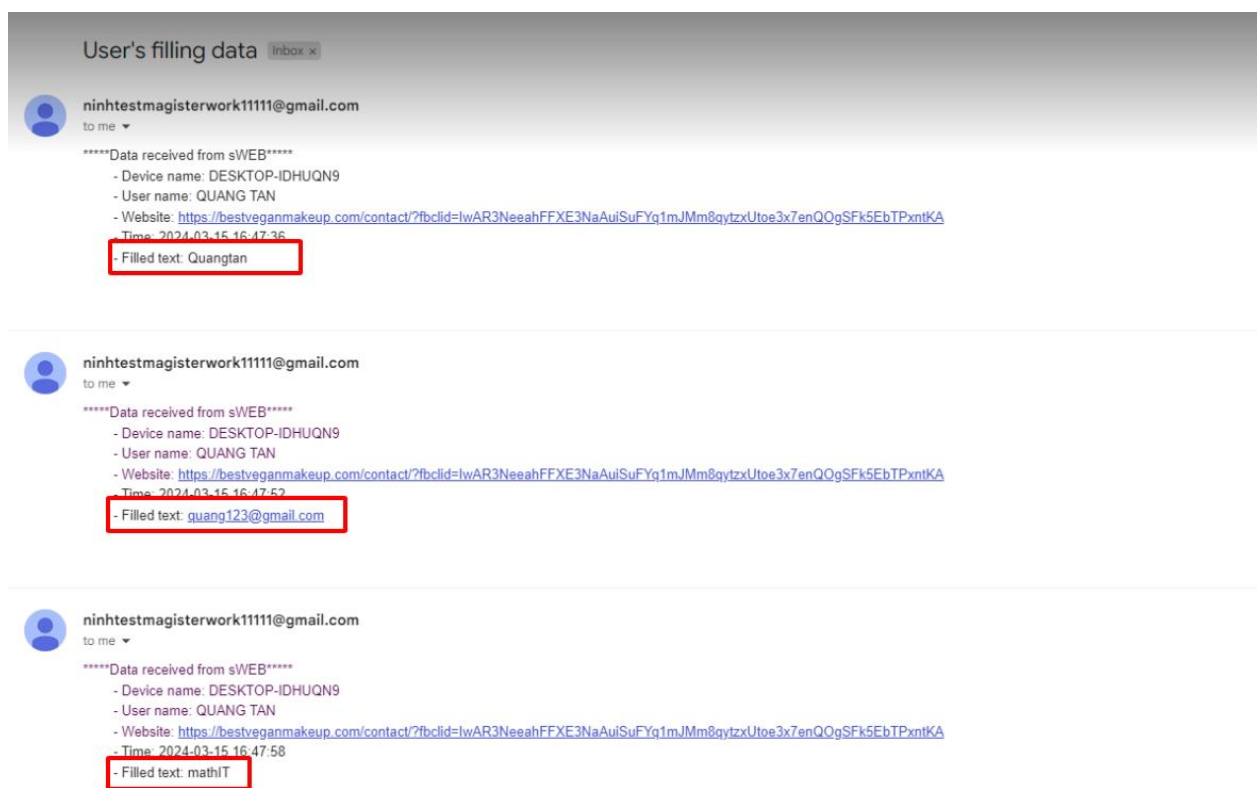 User's filling data Inbox x
ninhtestmagisterwork11111@gmail.com
to me
*****Data received from sWEB*****
- Device name: DESKTOP-IDHUQN9
- User name: QUANG TAN
- Website: https://bestveganmakeup.com/contact/?fbclid=IwAR3NeeahFFXE3NaAuiSuFYq1mJMm8qytzxUtoe3x7enQOgSFk5EbTPxntKA
- Time: 2024-03-15 16:47:36
- Filled text: Quangtan
ninhtestmagisterwork11111@gmail.com
to me
*****Data received from sWEB*****
- Device name: DESKTOP-IDHUQN9
- User name: QUANG TAN
- Website: https://bestveganmakeup.com/contact/?fbclid=IwAR3NeeahFFXE3NaAuiSuFYq1mJMm8qytzxUtoe3x7enQOgSFk5EbTPxntKA
- Time: 2024-03-15 16:47:52
- Filled text: quang123@gmail.com
ninhtestmagisterwork11111@gmail.com
to me
*****Data received from sWEB*****
- Device name: DESKTOP-IDHUQN9
- User name: QUANG TAN
- Website: https://bestveganmakeup.com/contact/?fbclid=IwAR3NeeahFFXE3NaAuiSuFYq1mJMm8qytzxUtoe3x7enQOgSFk5EbTPxntKA
- Time: 2024-03-15 16:47:58
- Filled text: mathIT